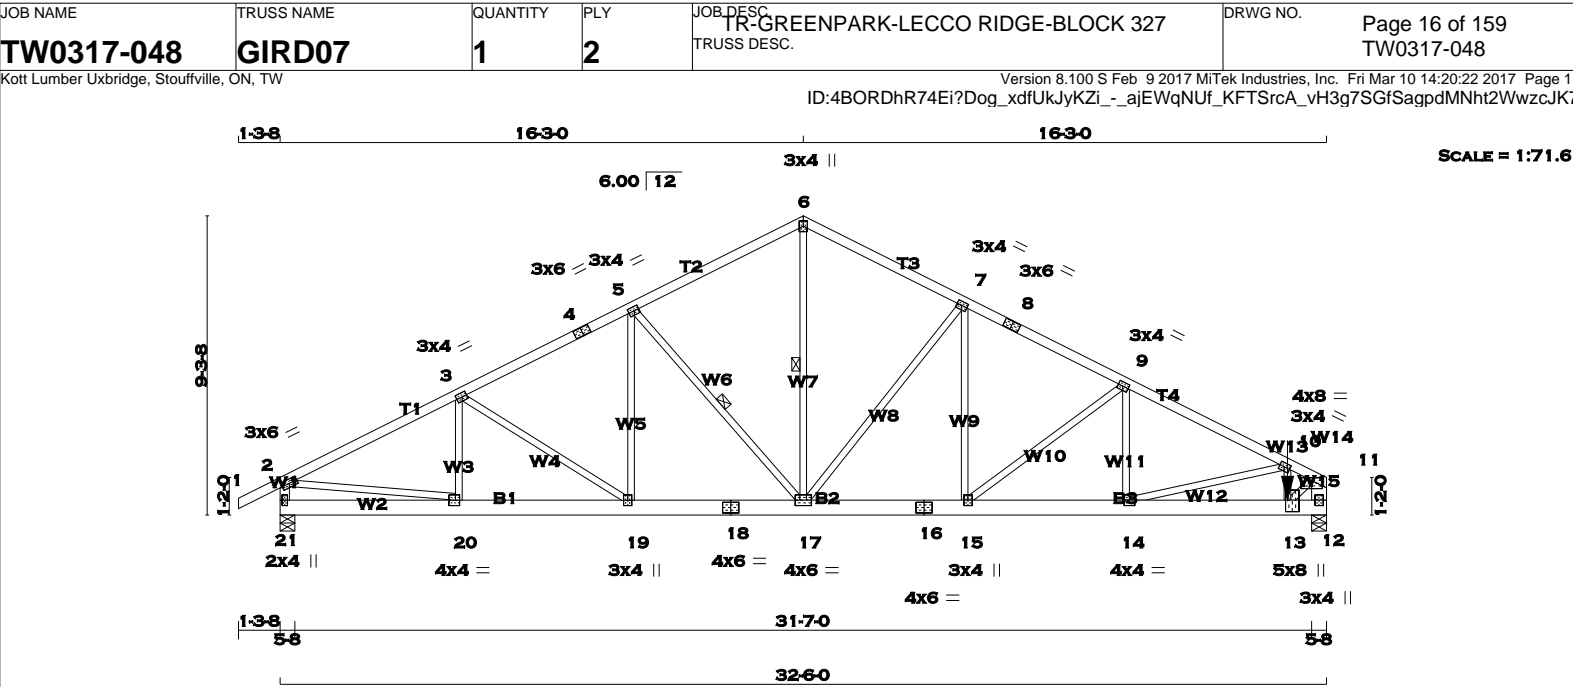 JOB NAME TRUSS NAME QUANTITY PLY JOB DESC. DRWG NO.
TR-GREENPARK-LECCO RIDGE-BLOCK 327 Page 16 of 159
TRUSS DESC.
TW0317-048 GIRD07 1 2 TW0317-048
Kott Lumber Uxbridge, Stouffville, ON, TW Version 8.100 S Feb 9 2017 MiTek Industries, Inc. Fri Mar 10 14:20:22 2017 Page 1
ID:4BORDhR74Ei?Dog_xdfUkJyKZi_-_ajEWqNUf_KFTSrcA_vH3g7SGfSagpdMNht2WwzcJK7
1-3-8 16-3-0 16-3-0
3x4 ||
SCALE = 1:71.6
6.00 12
6
3x4 =
3x6 = 3x4 = T2 T3 3x6 =
7
5 8
4
3x4 = 3x4 =
9-3-8
3 9
W6 W7
T1 T4
4x8 =
W5 W8 W9 3x4 =
3x6 = W13 10 W14
W3 W4 W10 W11
2 11
1-2-0 1 W1 W15 1-2-0
W2 B1 B2 B3 W12
21 20 19 18 17 16 15 14 13 12
2x4 || 4x4 = 3x4 || 4x6 = 4x6 = 3x4 || 4x4 = 5x8 ||
4x6 = 3x4 ||
1-3-8 31-7-0
5-8 5-8
32-6-0